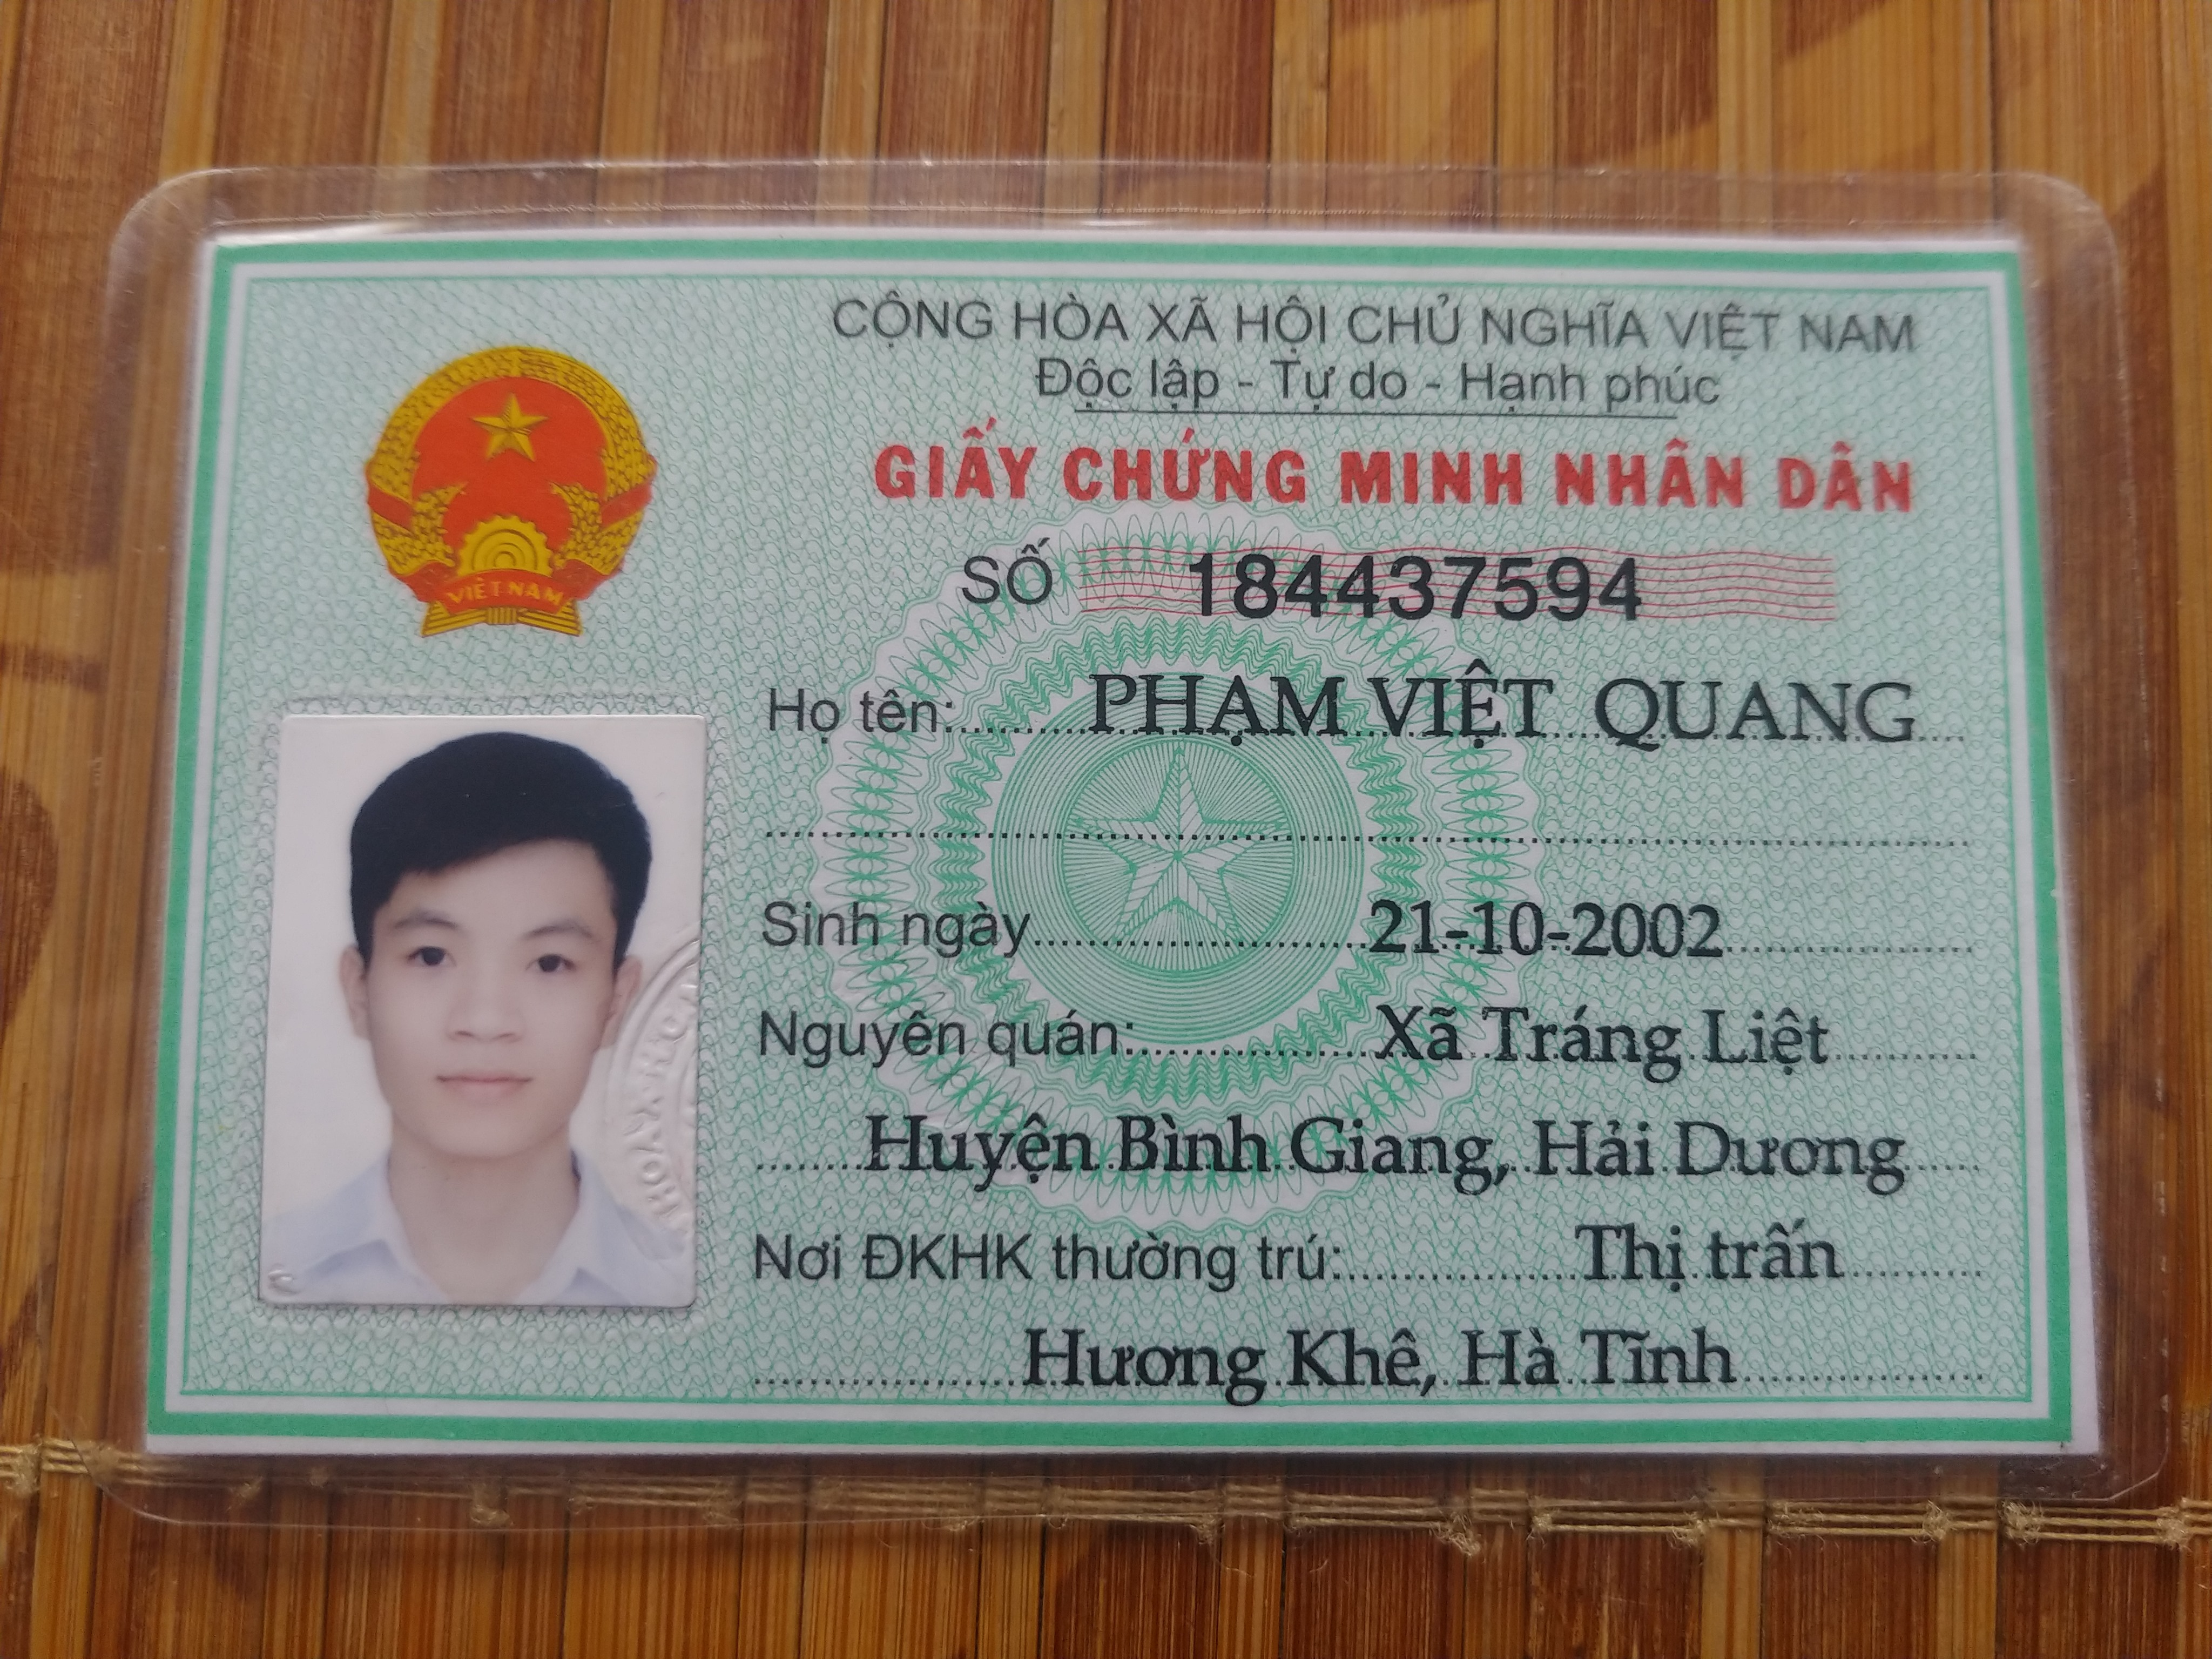 CỘNG HÒA XÃ HỘI CHỦ NGHĨA VIỆT NAM
Độc lập - Tự do - Hạnh phúc
GIẤY CHỨNG MINH NHÂN DÂN
VIỆT NAM
SỐ 184437594
Họ tên: PHẠM VIỆT QUANG
Sinh ngày 21-10-2002
Nguyên quán: Xã Tráng Liệt
Huyện Bình Giang, Hải Dương
Nơi ĐKHK thường trú: Thị trấn
Hương Khê, Hà Tĩnh